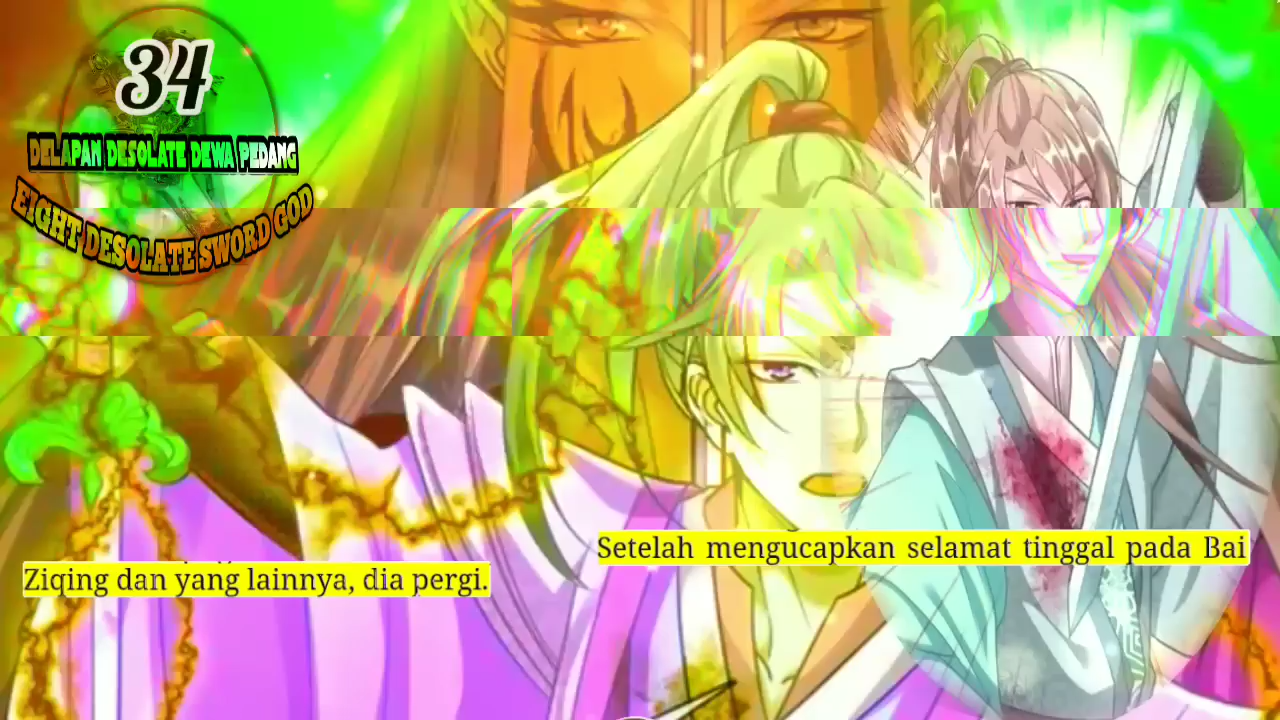 34
DELAPAN DESOLATE DEWA PEDANG
EIGHT DESOLATE SWORD GOD
Setelah mengucapkan selamat tinggal pada Bai
Ziqing dan yang lainnya, dia pergi.